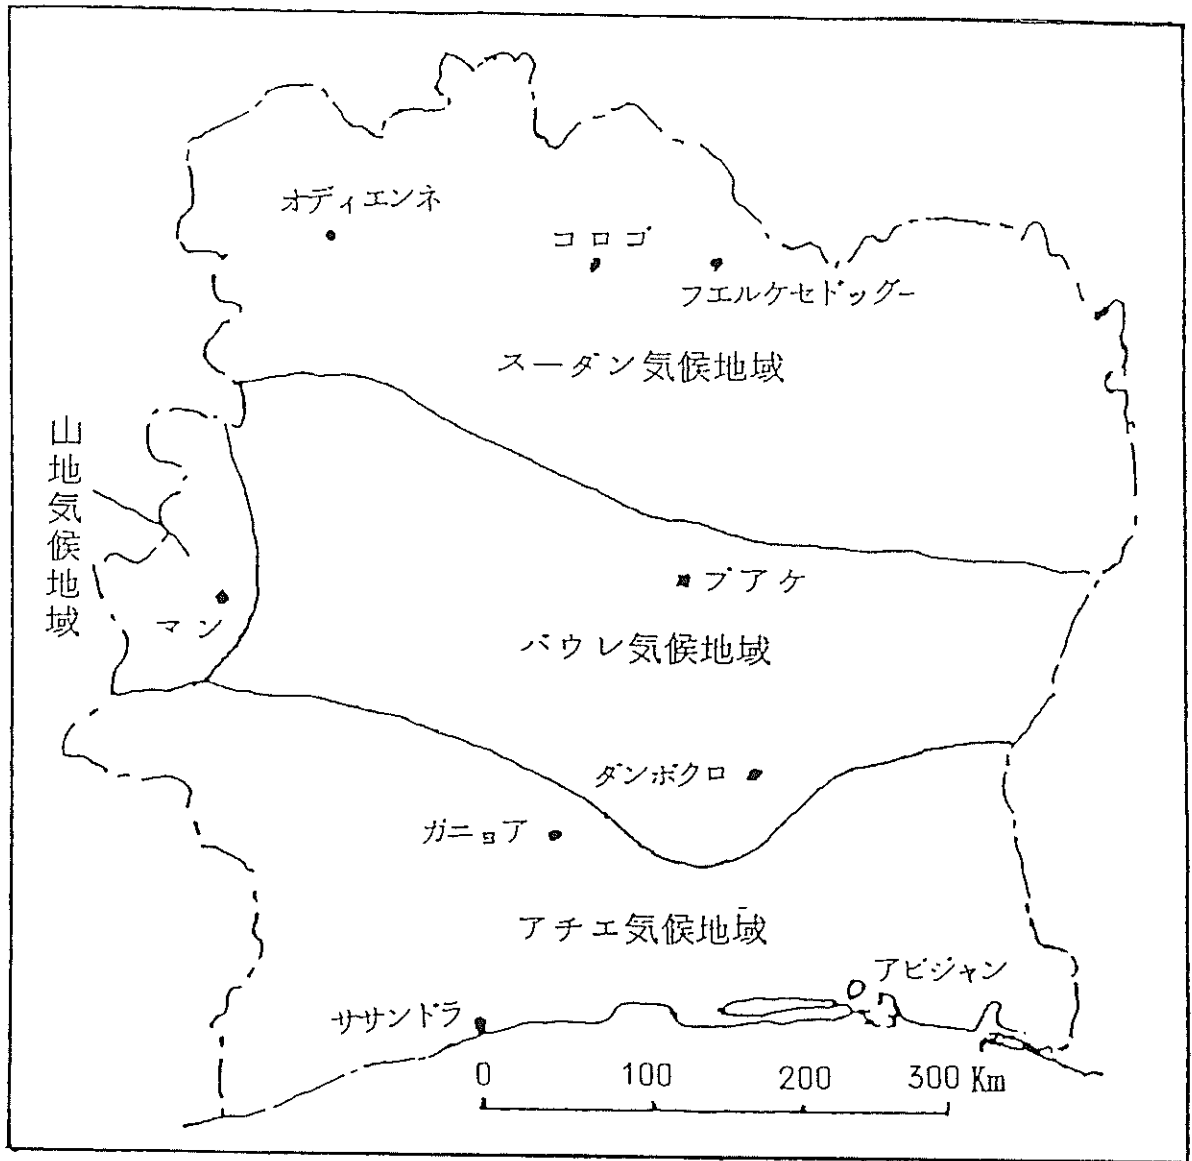 オディエンネ
コロゴ
フエルケセドッグー
スーダン気候地域
山地気候地域
ブアケ
マン
バウレ気候地域
ダンボクロ
ガニョア
アチエ気候地域
アビジャン
ササンドラ
0 100 200 300 Km